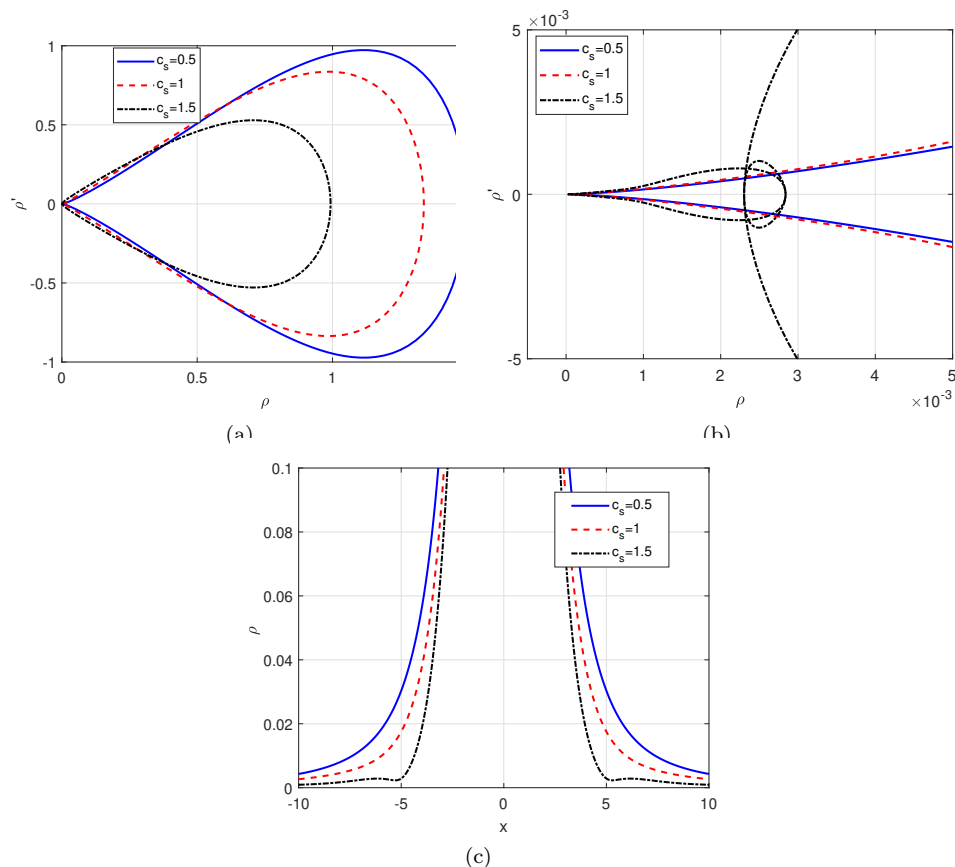 1
0.5
0
-0.5
-1
ρ'
c_s=0.5
c_s=1
c_s=1.5
0
0.5
1
ρ
(a)
×10^-3
5
0
-5
ρ'
c_s=0.5
c_s=1
c_s=1.5
0
1
2
3
4
5
×10^-3
ρ
(b)
0.1
0.08
0.06
0.04
0.02
0
ρ
c_s=0.5
c_s=1
c_s=1.5
-10
-5
0
5
10
x
(c)